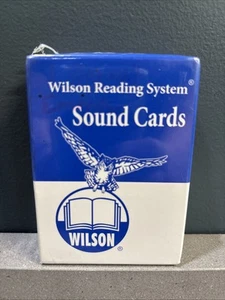 Wilson Reading System®
Sound Cards
WILSON®